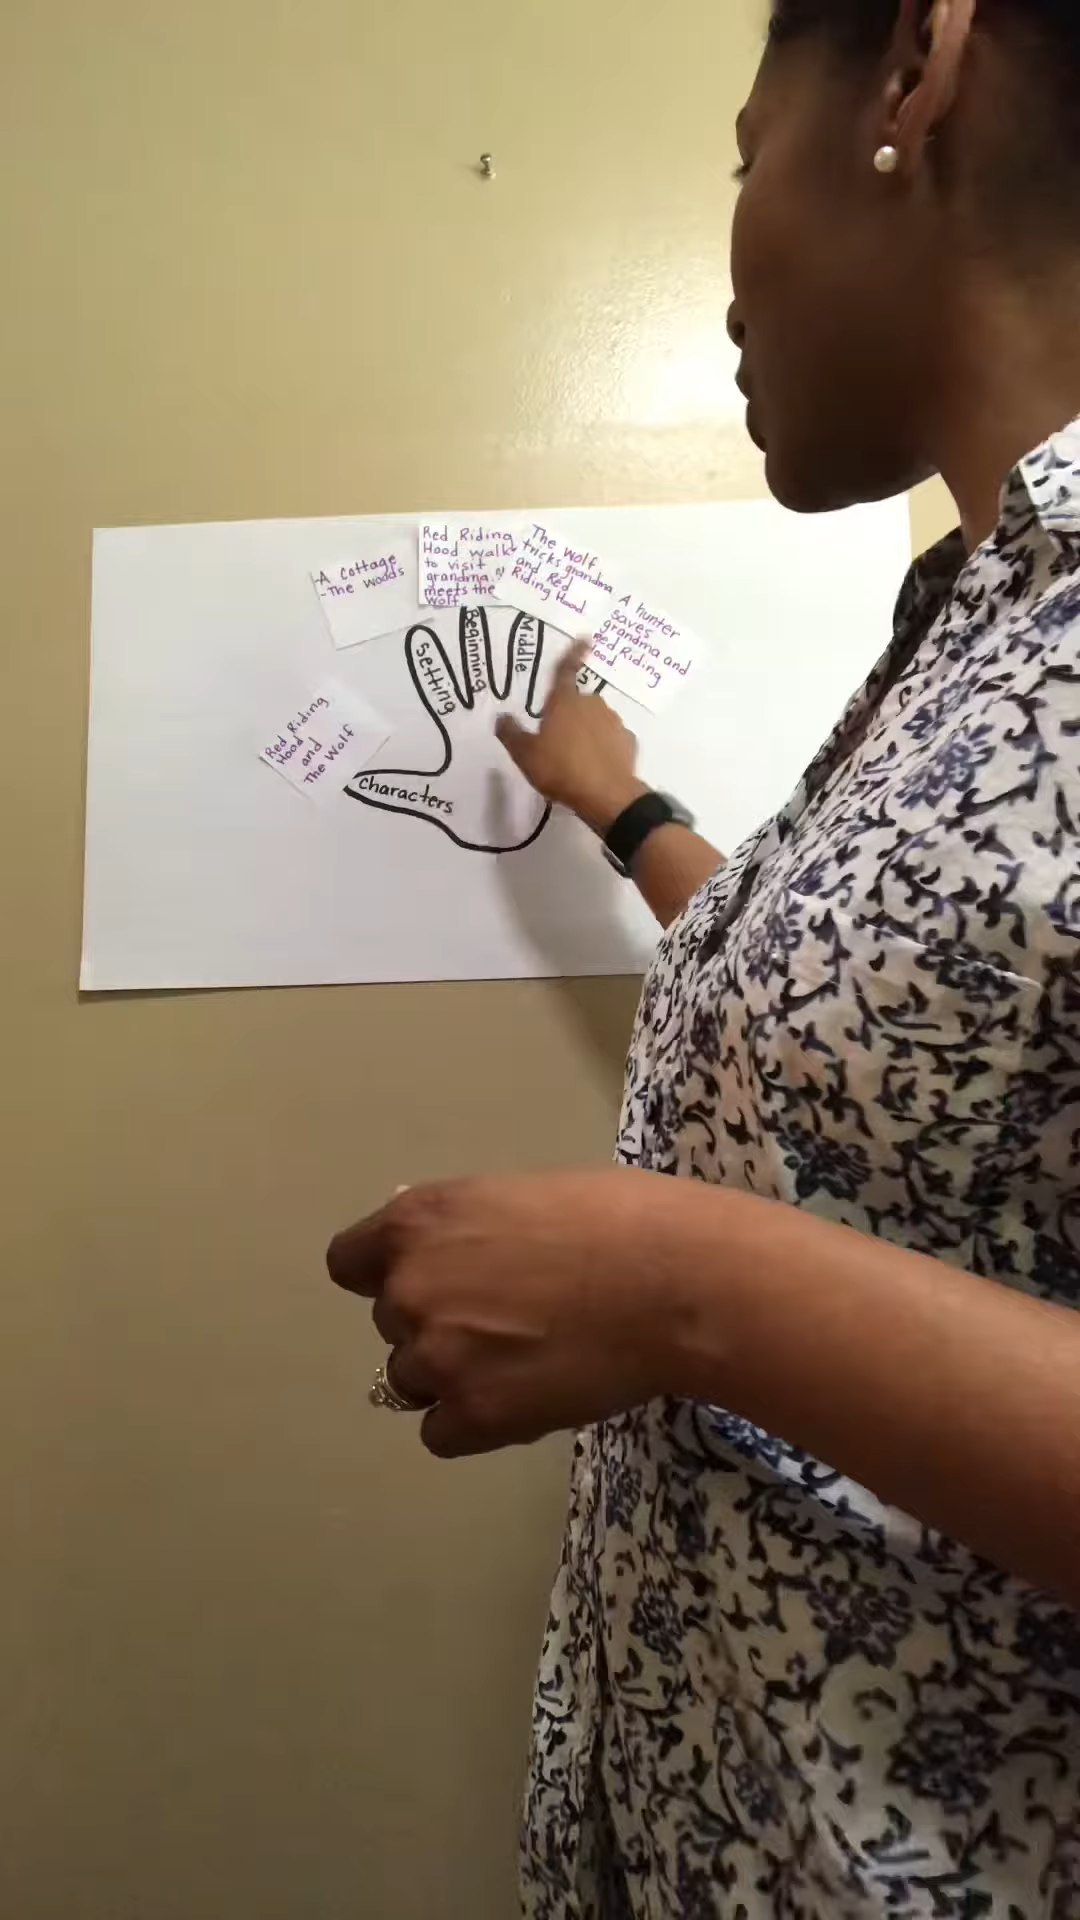 -A cottage
-The woods
Red Riding
Hood walks
to visit
grandma.
meets the
wolf
The wolf
tricks grandma
and Red
Riding Hood
A hunter
saves
grandma and
Red Riding
Hood
Setting
Beginning
Middle
Red Riding
Hood
and
The Wolf
characters